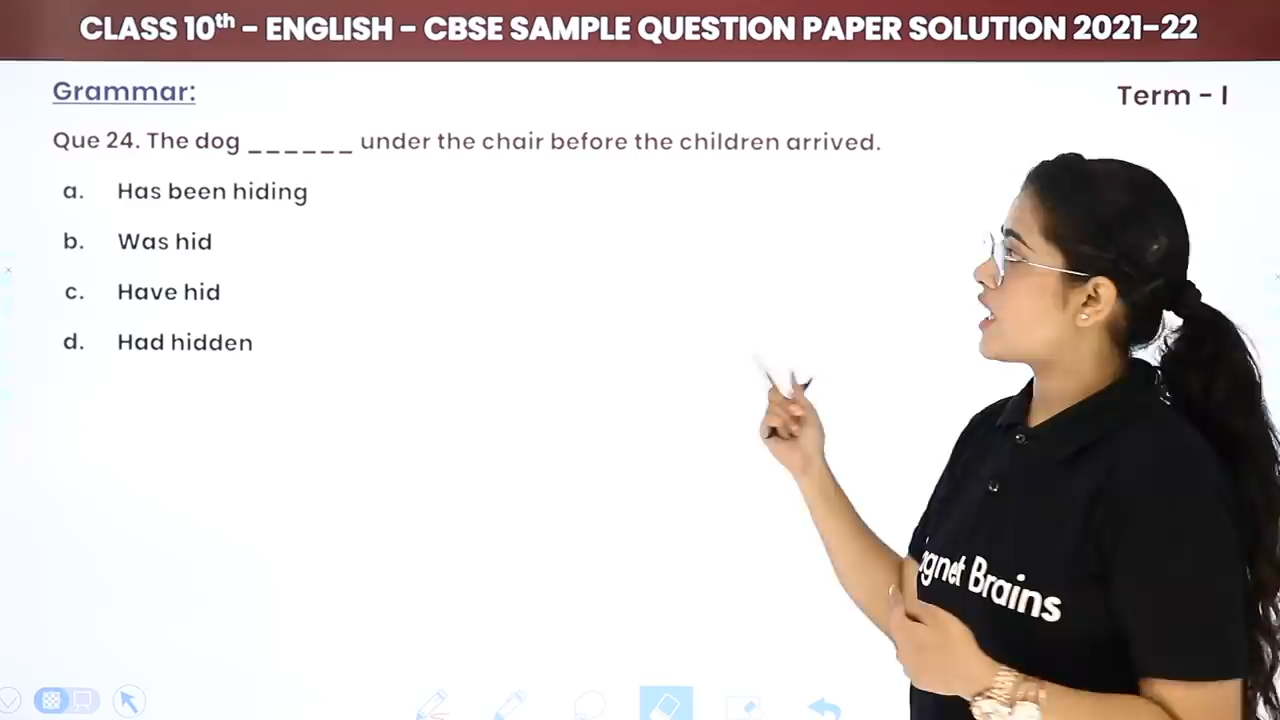 CLASS 10th - ENGLISH - CBSE SAMPLE QUESTION PAPER SOLUTION 2021-22
Grammar:
Term - I
Que 24. The dog ______ under the chair before the children arrived.
a. Has been hiding
b. Was hid
c. Have hid
d. Had hidden
gnet Brains